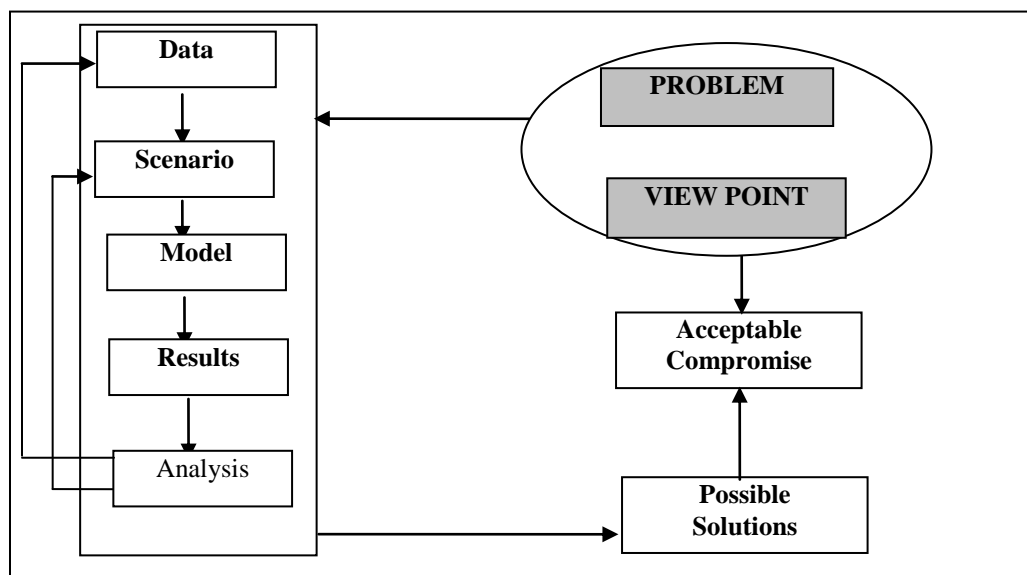 Data
Scenario
Model
Results
Analysis
PROBLEM
VIEW POINT
Acceptable
Compromise
Possible
Solutions